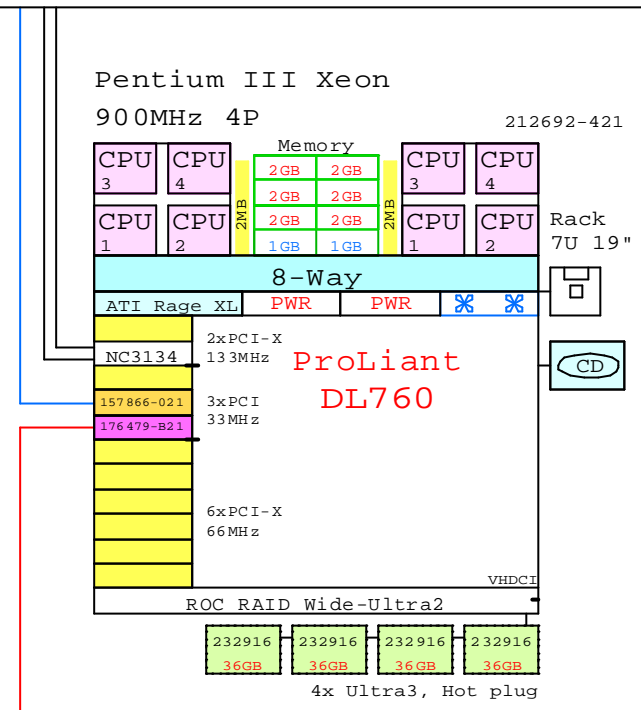 Pentium III Xeon
900MHz 4P
212692-421
Memory
CPU 3
CPU 4
CPU 1
CPU 2
2MB
2GB 2GB
2GB 2GB
2GB 2GB
1GB 1GB
2MB
CPU 3
CPU 4
CPU 1
CPU 2
Rack
7U 19"
8-Way
ATI Rage XL PWR PWR
2xPCI-X
133MHz
NC3134
ProLiant
DL760
CD
157866-021
176479-B21
3xPCI
33MHz
6xPCI-X
66MHz
VHDCI
ROC RAID Wide-Ultra2
232916 232916 232916 232916
36GB 36GB 36GB 36GB
4x Ultra3, Hot plug